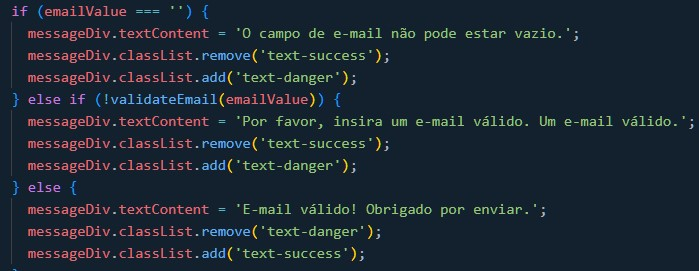 if (emailValue === '') {
messageDiv.textContent = 'O campo de e-mail não pode estar vazio.';
messageDiv.classList.remove('text-success');
messageDiv.classList.add('text-danger');
} else if (!validateEmail(emailValue)) {
messageDiv.textContent = 'Por favor, insira um e-mail válido. Um e-mail válido.';
messageDiv.classList.remove('text-success');
messageDiv.classList.add('text-danger');
} else {
messageDiv.textContent = 'E-mail válido! Obrigado por enviar.';
messageDiv.classList.remove('text-danger');
messageDiv.classList.add('text-success');